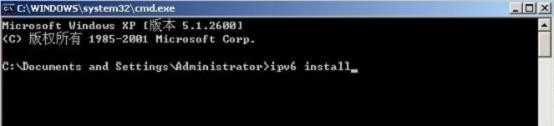 C:\WINDOWS\system32\cmd.exe
Microsoft Windows XP [版本 5.1.2600]
(C) 版权所有 1985-2001 Microsoft Corp.
C:\Documents and Settings\Administrator>ipv6 install_